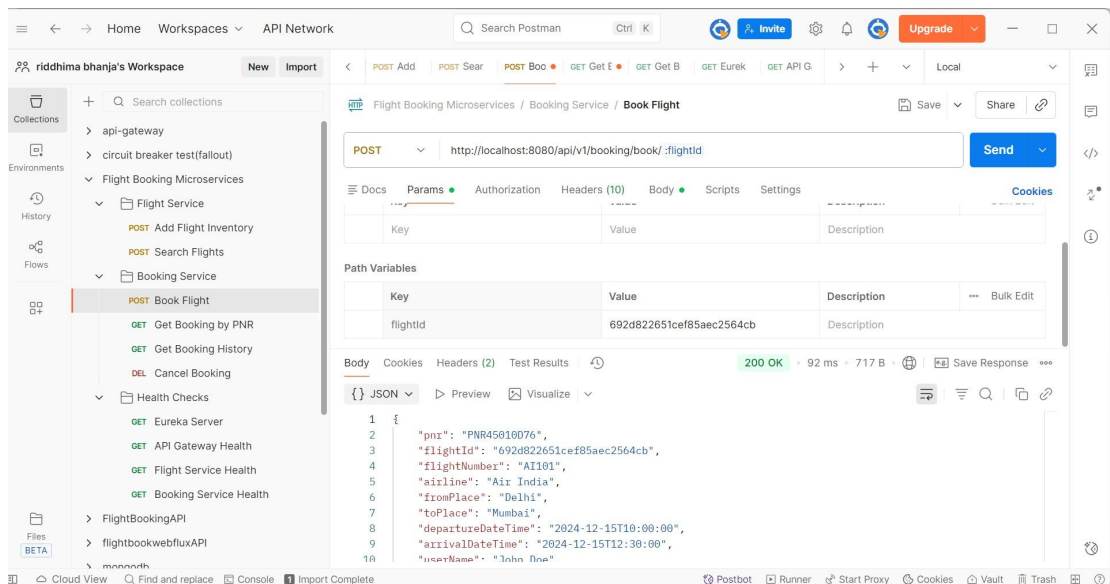 Home Workspaces API Network Search Postman Ctrl K Invite Upgrade
riddhima bhanja's Workspace New Import POST Add POST Sear POST Boo GET Get E GET Get B GET Eurek GET API G Local
Collections
Search collections
Flight Booking Microservices / Booking Service / Book Flight Save Share
api-gateway
circuit breaker test(fallout)
POST http://localhost:8080/api/v1/booking/book/ :flightId Send
Environments
Flight Booking Microservices
Docs Params Authorization Headers (10) Body Scripts Settings Cookies
Flight Service
History
POST Add Flight Inventory
Key Value Description
POST Search Flights
Flows
Booking Service
Path Variables
POST Book Flight
Key Value Description Bulk Edit
GET Get Booking by PNR
flightId 692d822651cef85aec2564cb Description
GET Get Booking History
DEL Cancel Booking
Body Cookies Headers (2) Test Results 200 OK 92 ms 717 B e.g. Save Response
Health Checks
{} JSON Preview Visualize
GET Eureka Server
GET API Gateway Health
GET Flight Service Health
GET Booking Service Health
1 {
2 "pnr": "PNR45010D76",
3 "flightId": "692d822651cef85aec2564cb",
4 "flightNumber": "AI101",
5 "airline": "Air India",
6 "fromPlace": "Delhi",
7 "toPlace": "Mumbai",
8 "departureDateTime": "2024-12-15T10:00:00",
9 "arrivalDateTime": "2024-12-15T12:30:00",
10 "userName": "John Doe"
Files
BETA
FlightBookingAPI
flightbookwebfluxAPI
mongodb
Cloud View Find and replace Console 1 Import Complete Postbot Runner Start Proxy Cookies Vault Trash